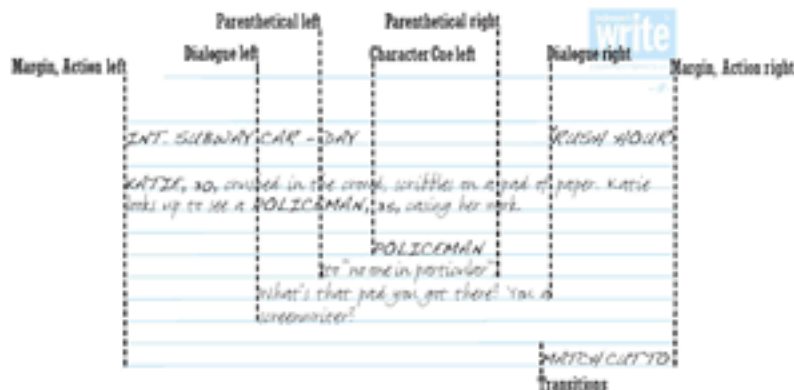 Parenthetical left Parenthetical right
write
Dialogue left Character Cue left Dialogue right
Margin, Action left Margin, Action right
INT. SUBWAY CAR - DAY RUSH HOUR
KATIE, 30, crushed in the crowd, scribbles on a pad of paper. Katie
looks up to see a POLICEMAN, 35, casing her work.
POLICEMAN
to "no one in particular"
What's that pad you got there? You a
screenwriter?
MATCH CUT TO
Transitions